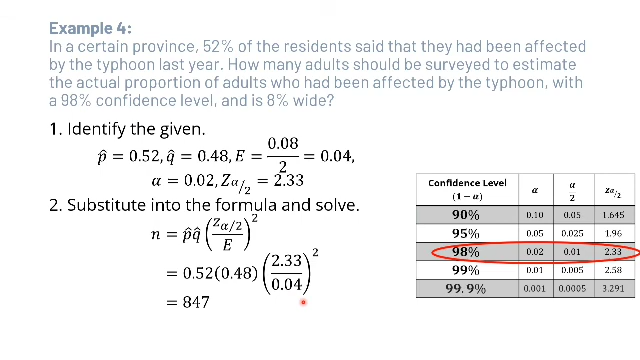 Example 4:
In a certain province, 52% of the residents said that they had been affected
by the typhoon last year. How many adults should be surveyed to estimate
the actual proportion of adults who had been affected by the typhoon, with
a 98% confidence level, and is 8% wide?
1. Identify the given.
p̂ = 0.52, q̂ = 0.48, E = 0.08/2 = 0.04,
α = 0.02, Zα/2 = 2.33
2. Substitute into the formula and solve.
n = p̂q̂(Zα/2/E)²
= 0.52(0.48)(2.33/0.04)²
= 847
Confidence Level (1 − α) α α/2 Zα/2
90% 0.10 0.05 1.645
95% 0.05 0.025 1.96
98% 0.02 0.01 2.33
99% 0.01 0.005 2.58
99.9% 0.001 0.0005 3.291